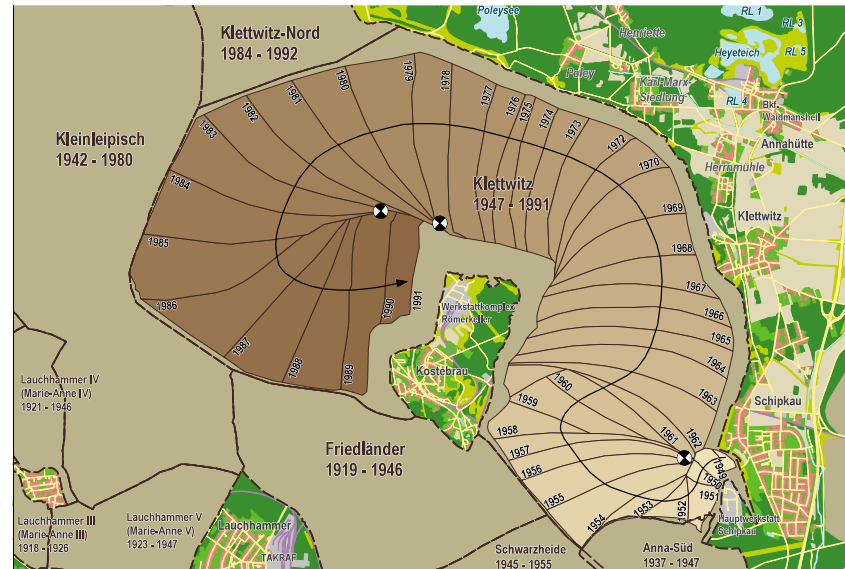 Klettwitz-Nord
1984 - 1992
Kleinleipisch
1942 - 1980
Klettwitz
1947 - 1991
Friedländer
1919 - 1946
Lauchhammer IV
(Marie-Anne IV)
1921 - 1946
Lauchhammer III
(Marie-Anne III)
1918 - 1926
Lauchhammer V
(Marie-Anne V)
1923 - 1947
Lauchhammer
TAKRAF
Schwarzheide
1945 - 1955
Anna-Süd
1937 - 1947
Hauptwerkstatt
Schipkau
Schipkau
Klettwitz
Herrnmühle
Annahütte
Bkf.
Waidmannsheil
Karl-Marx-
Siedlung
Poley
Henriette
Poleysee
Heyeteich
RL 1
RL 3
RL 5
RL 4
Werkstattkomplex
Römerkeller
Kostebrau
1949
1950
1951
1952
1953
1954
1955
1956
1957
1958
1959
1960
1961
1962
1963
1964
1965
1966
1967
1968
1969
1970
1972
1973
1974
1975
1976
1977
1978
1979
1980
1981
1982
1983
1984
1985
1986
1987
1988
1989
1990
1991